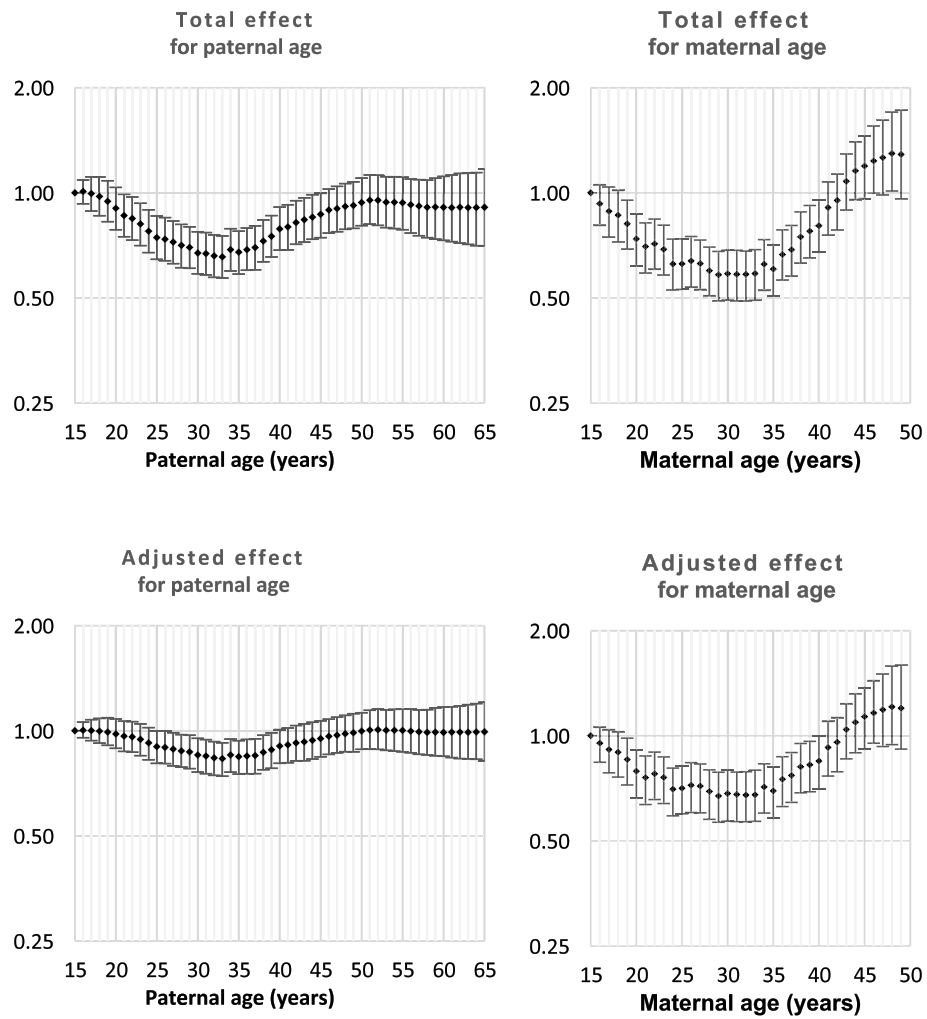 Total effect
for paternal age
2.00
1.00
0.50
0.25
15 20 25 30 35 40 45 50 55 60 65
Paternal age (years)
Total effect
for maternal age
2.00
1.00
0.50
0.25
15 20 25 30 35 40 45 50
Maternal age (years)
Adjusted effect
for paternal age
2.00
1.00
0.50
0.25
15 20 25 30 35 40 45 50 55 60 65
Paternal age (years)
Adjusted effect
for maternal age
2.00
1.00
0.50
0.25
15 20 25 30 35 40 45 50
Maternal age (years)